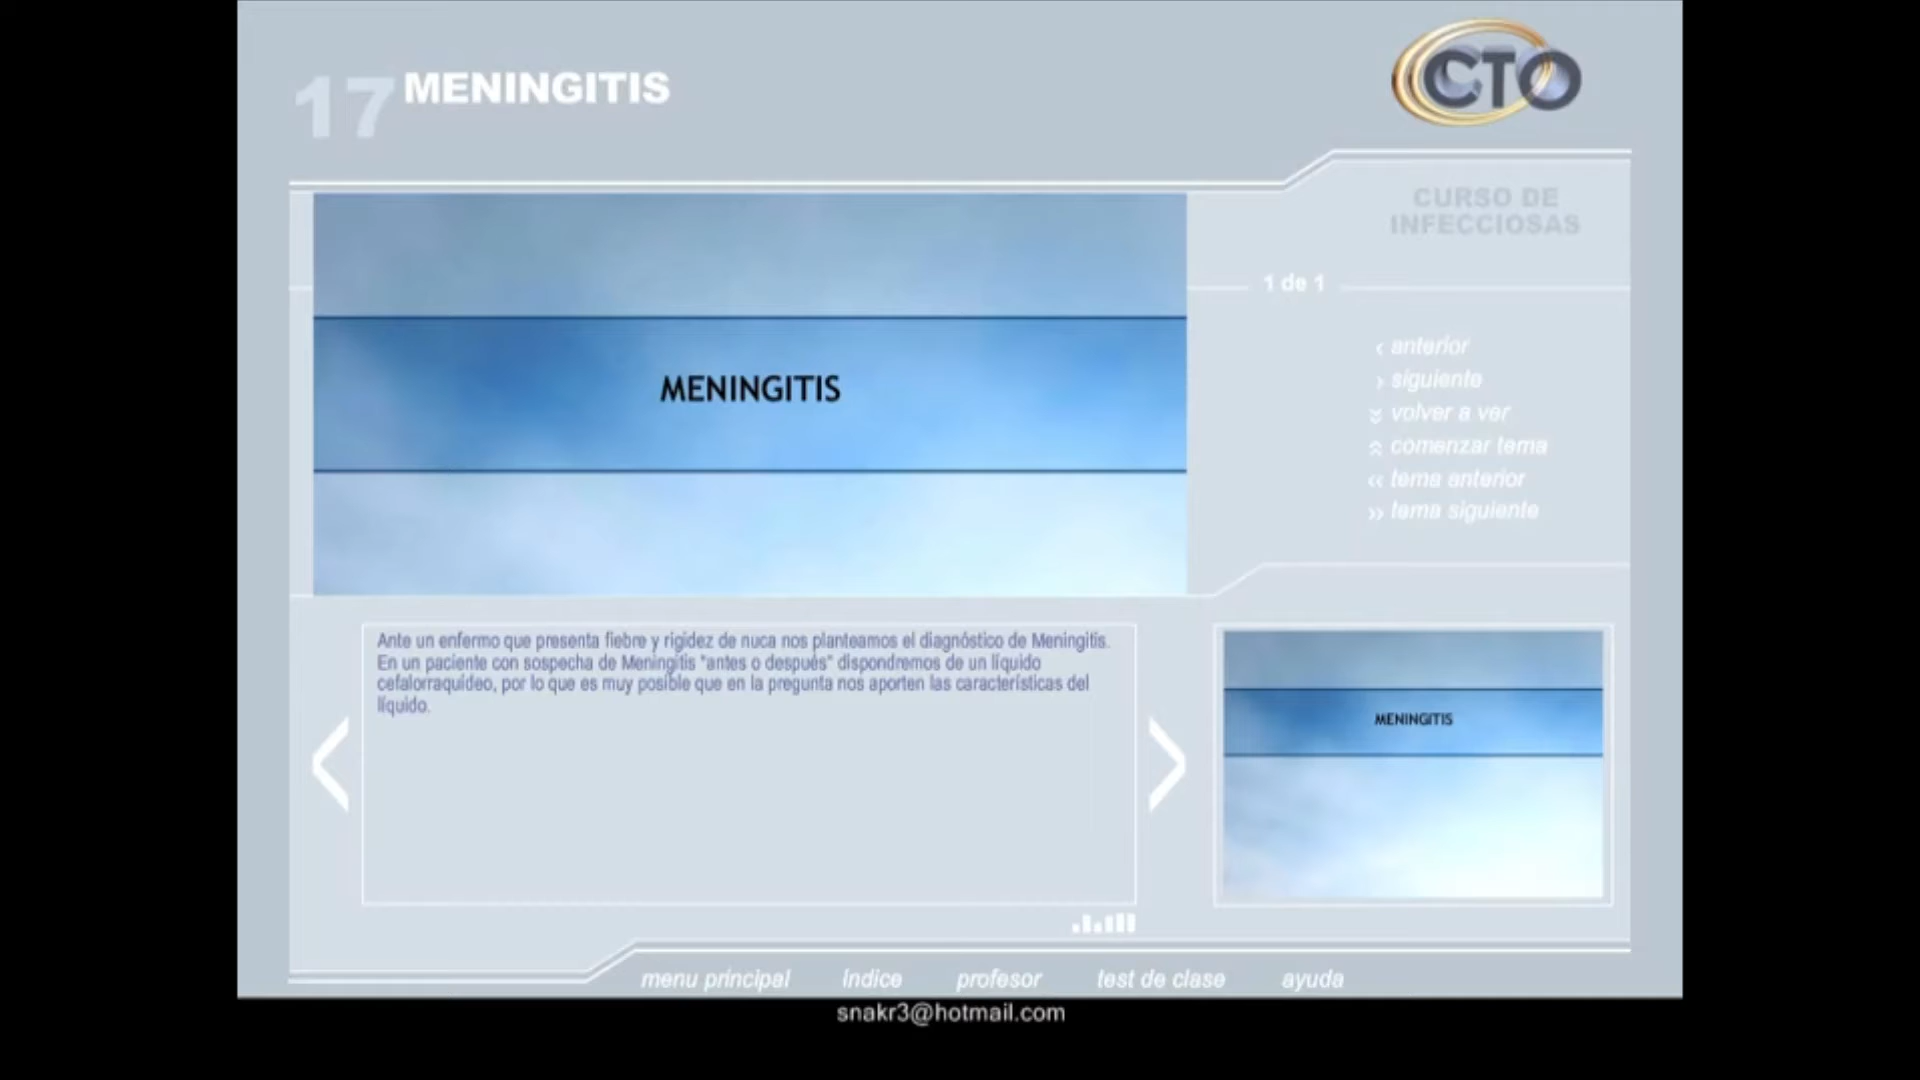 17 MENINGITIS
CTO
CURSO DE
INFECCIOSAS
1 de 1
MENINGITIS
‹ anterior
› siguiente
volver a ver
comenzar tema
‹‹ tema anterior
›› tema siguiente
Ante un enfermo que presenta fiebre y rigidez de nuca nos planteamos el diagnóstico de Meningitis.
En un paciente con sospecha de Meningitis "antes o después" dispondremos de un líquido
cefalorraquídeo, por lo que es muy posible que en la pregunta nos aporten las características del
líquido.
MENINGITIS
menu principal índice profesor test de clase ayuda
snakr3@hotmail.com